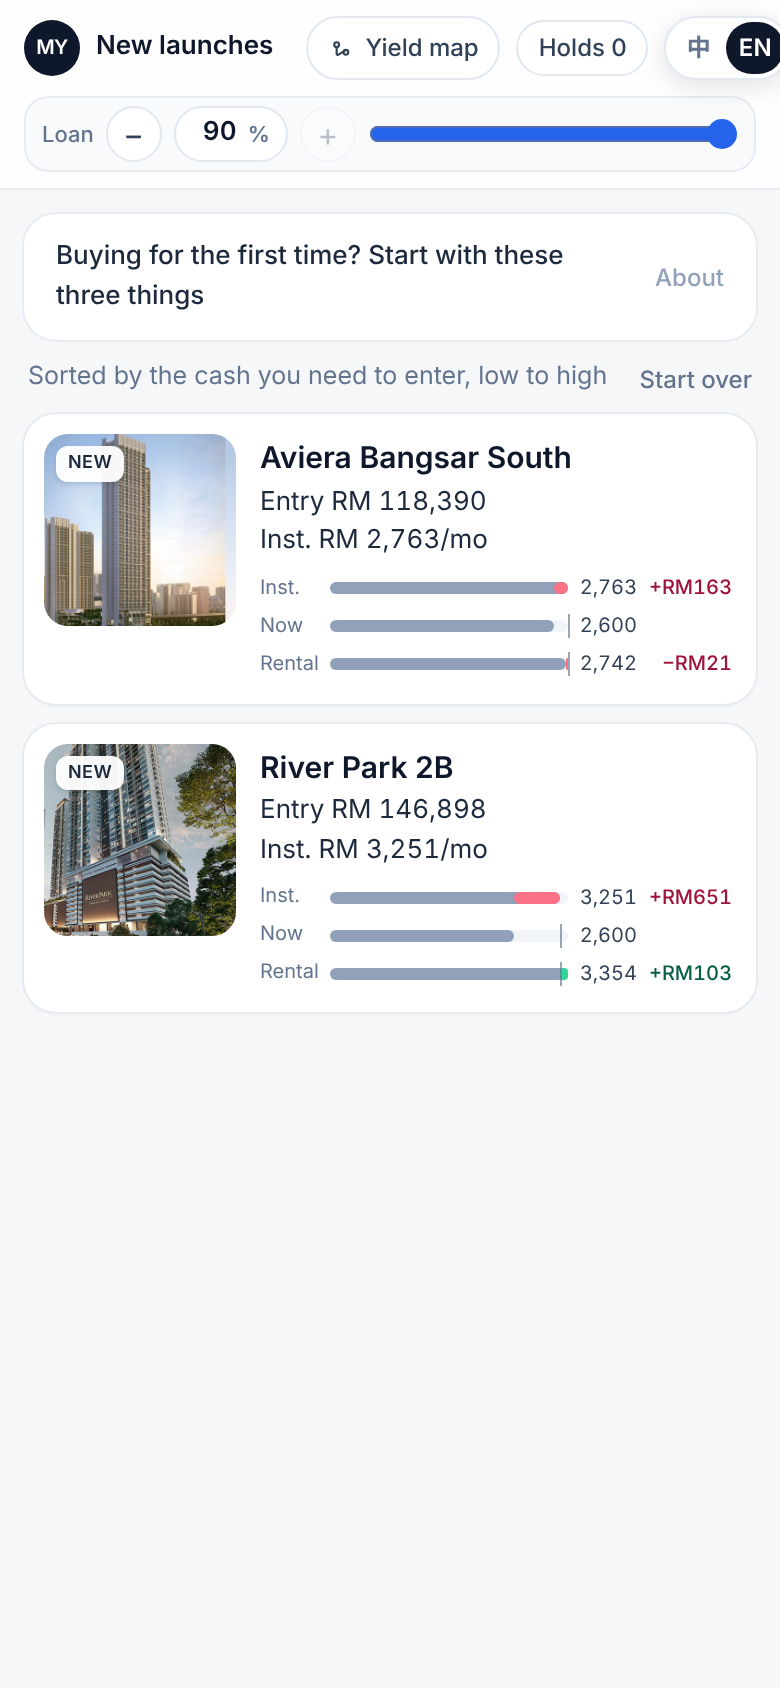 MY New launches Yield map Holds 0 中 EN
Loan − 90 % +
Buying for the first time? Start with these
three things
About
Sorted by the cash you need to enter, low to high Start over
NEW
Aviera Bangsar South
Entry RM 118,390
Inst. RM 2,763/mo
Inst. 2,763 +RM163
Now 2,600
Rental 2,742 −RM21
NEW
RIVER PARK
River Park 2B
Entry RM 146,898
Inst. RM 3,251/mo
Inst. 3,251 +RM651
Now 2,600
Rental 3,354 +RM103